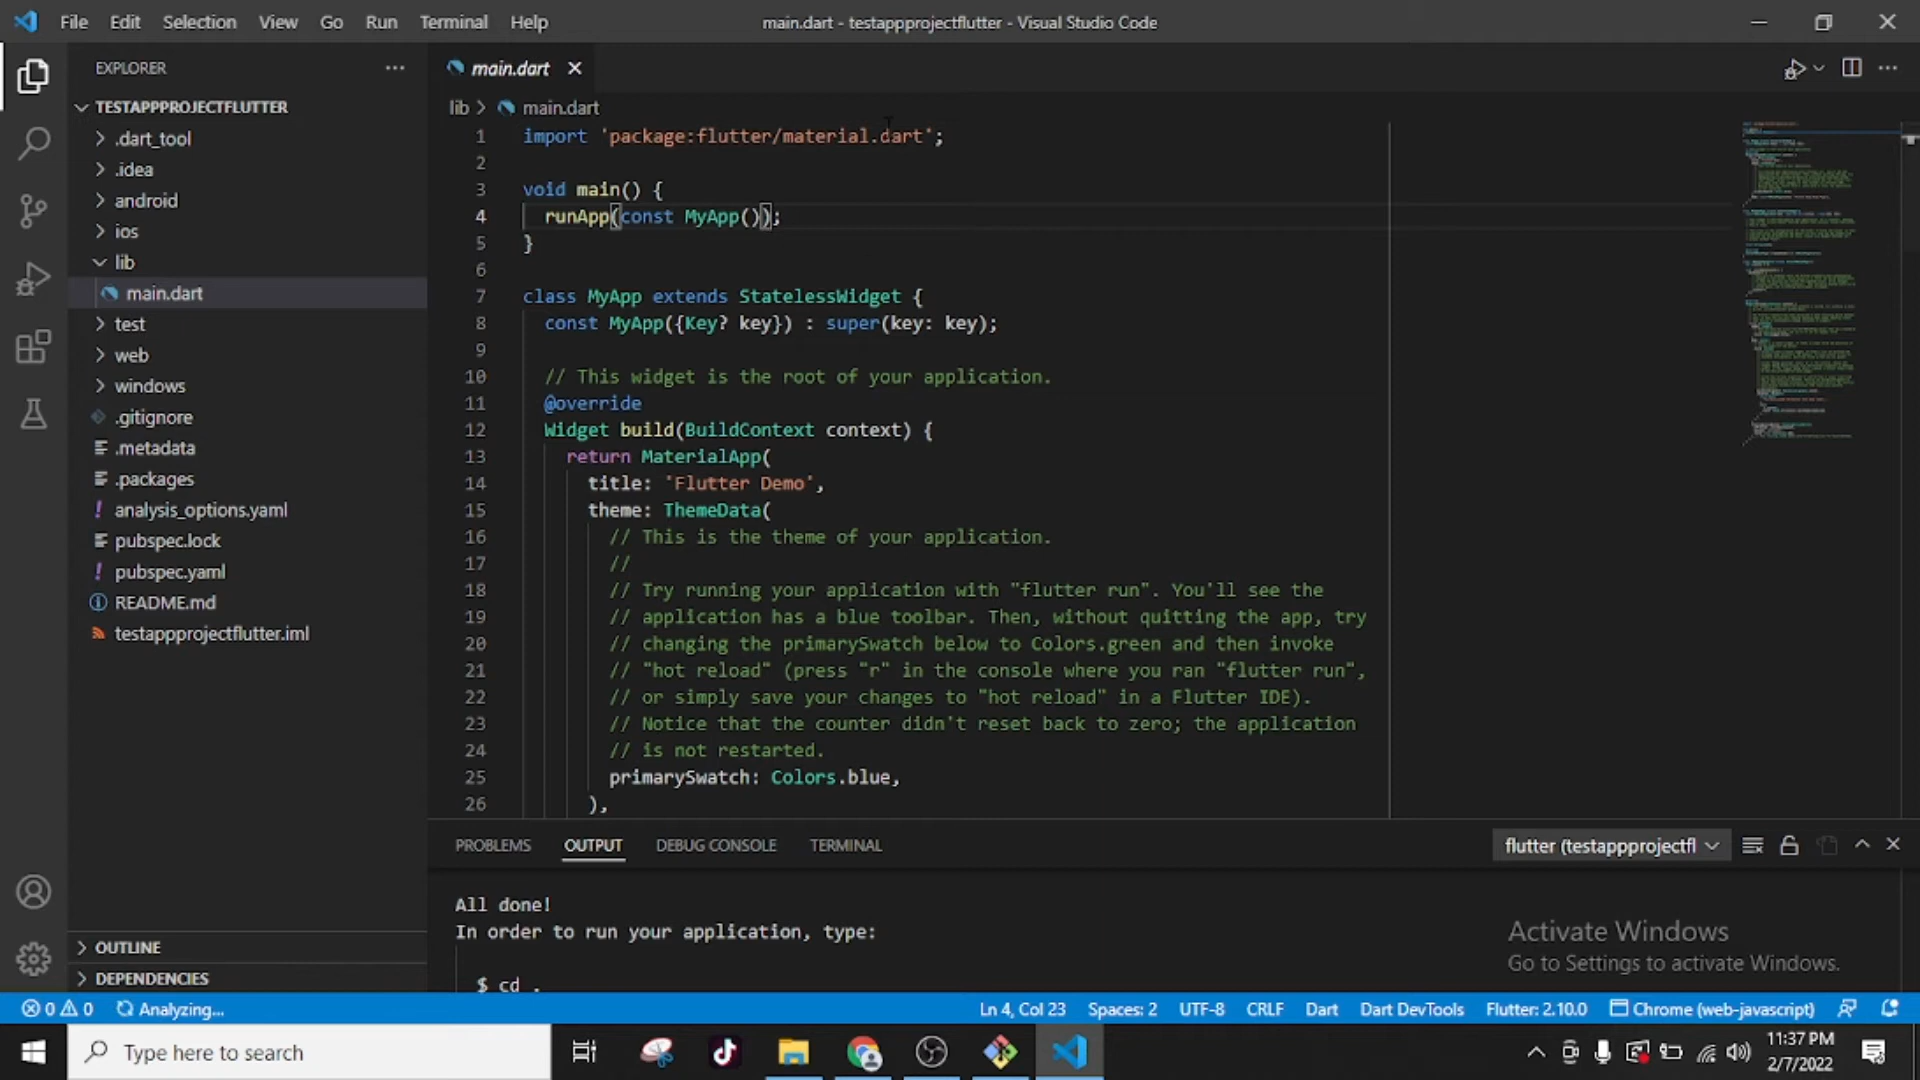 File Edit Selection View Go Run Terminal Help
main.dart - testappprojectflutter - Visual Studio Code
EXPLORER
TESTAPPPROJECTFLUTTER
.dart_tool
.idea
android
ios
lib
main.dart
test
web
windows
.gitignore
.metadata
.packages
analysis_options.yaml
pubspec.lock
pubspec.yaml
README.md
testappprojectflutter.iml
OUTLINE
DEPENDENCIES
main.dart
lib > main.dart
1 import 'package:flutter/material.dart';
2
3 void main() {
4 runApp(const MyApp());
5 }
6
7 class MyApp extends StatelessWidget {
8 const MyApp({Key? key}) : super(key: key);
9
10 // This widget is the root of your application.
11 @override
12 Widget build(BuildContext context) {
13 return MaterialApp(
14 title: 'Flutter Demo',
15 theme: ThemeData(
16 // This is the theme of your application.
17 //
18 // Try running your application with "flutter run". You'll see the
19 // application has a blue toolbar. Then, without quitting the app, try
20 // changing the primarySwatch below to Colors.green and then invoke
21 // "hot reload" (press "r" in the console where you ran "flutter run",
22 // or simply save your changes to "hot reload" in a Flutter IDE).
23 // Notice that the counter didn't reset back to zero; the application
24 // is not restarted.
25 primarySwatch: Colors.blue,
26 ),
PROBLEMS OUTPUT DEBUG CONSOLE TERMINAL
flutter (testappprojectfl
All done!
In order to run your application, type:
$ cd .
Activate Windows
Go to Settings to activate Windows.
0 0 Analyzing... Ln 4, Col 23 Spaces: 2 UTF-8 CRLF Dart Dart DevTools Flutter: 2.10.0 Chrome (web-javascript)
Type here to search
11:37 PM
2/7/2022